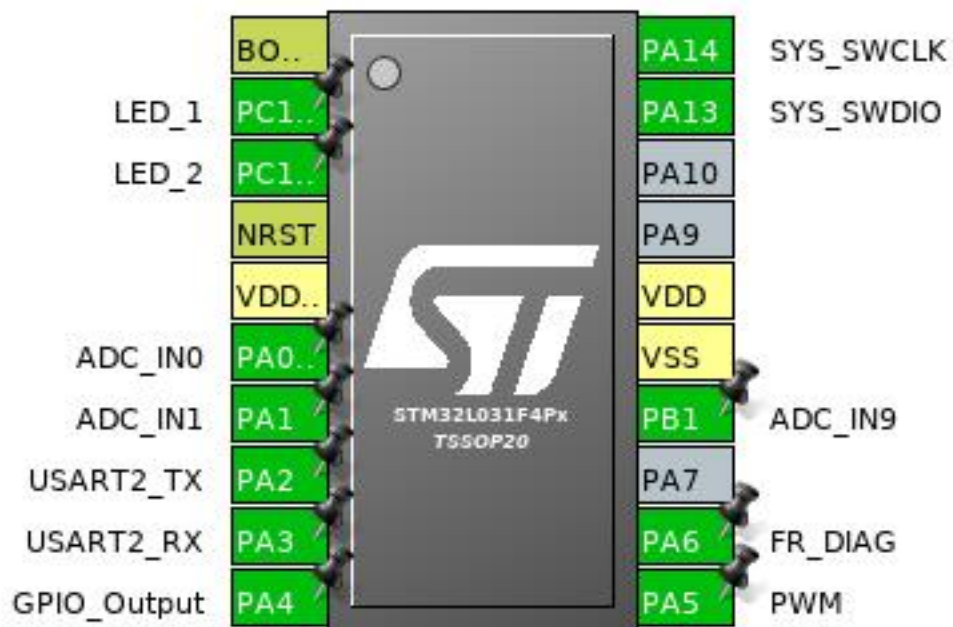 BO.. PA14 SYS_SWCLK
LED_1 PC1.. PA13 SYS_SWDIO
LED_2 PC1.. PA10
NRST PA9
VDD.. VDD
ADC_IN0 PA0.. VSS
ADC_IN1 PA1 STM32L031F4Px PB1 ADC_IN9
TSSOP20
USART2_TX PA2 PA7
USART2_RX PA3 PA6 FR_DIAG
GPIO_Output PA4 PA5 PWM